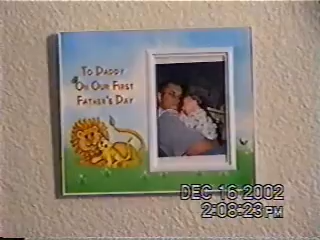 To Daddy
On Our First
Father's Day
DEC 16 2002
2:08:23 PM